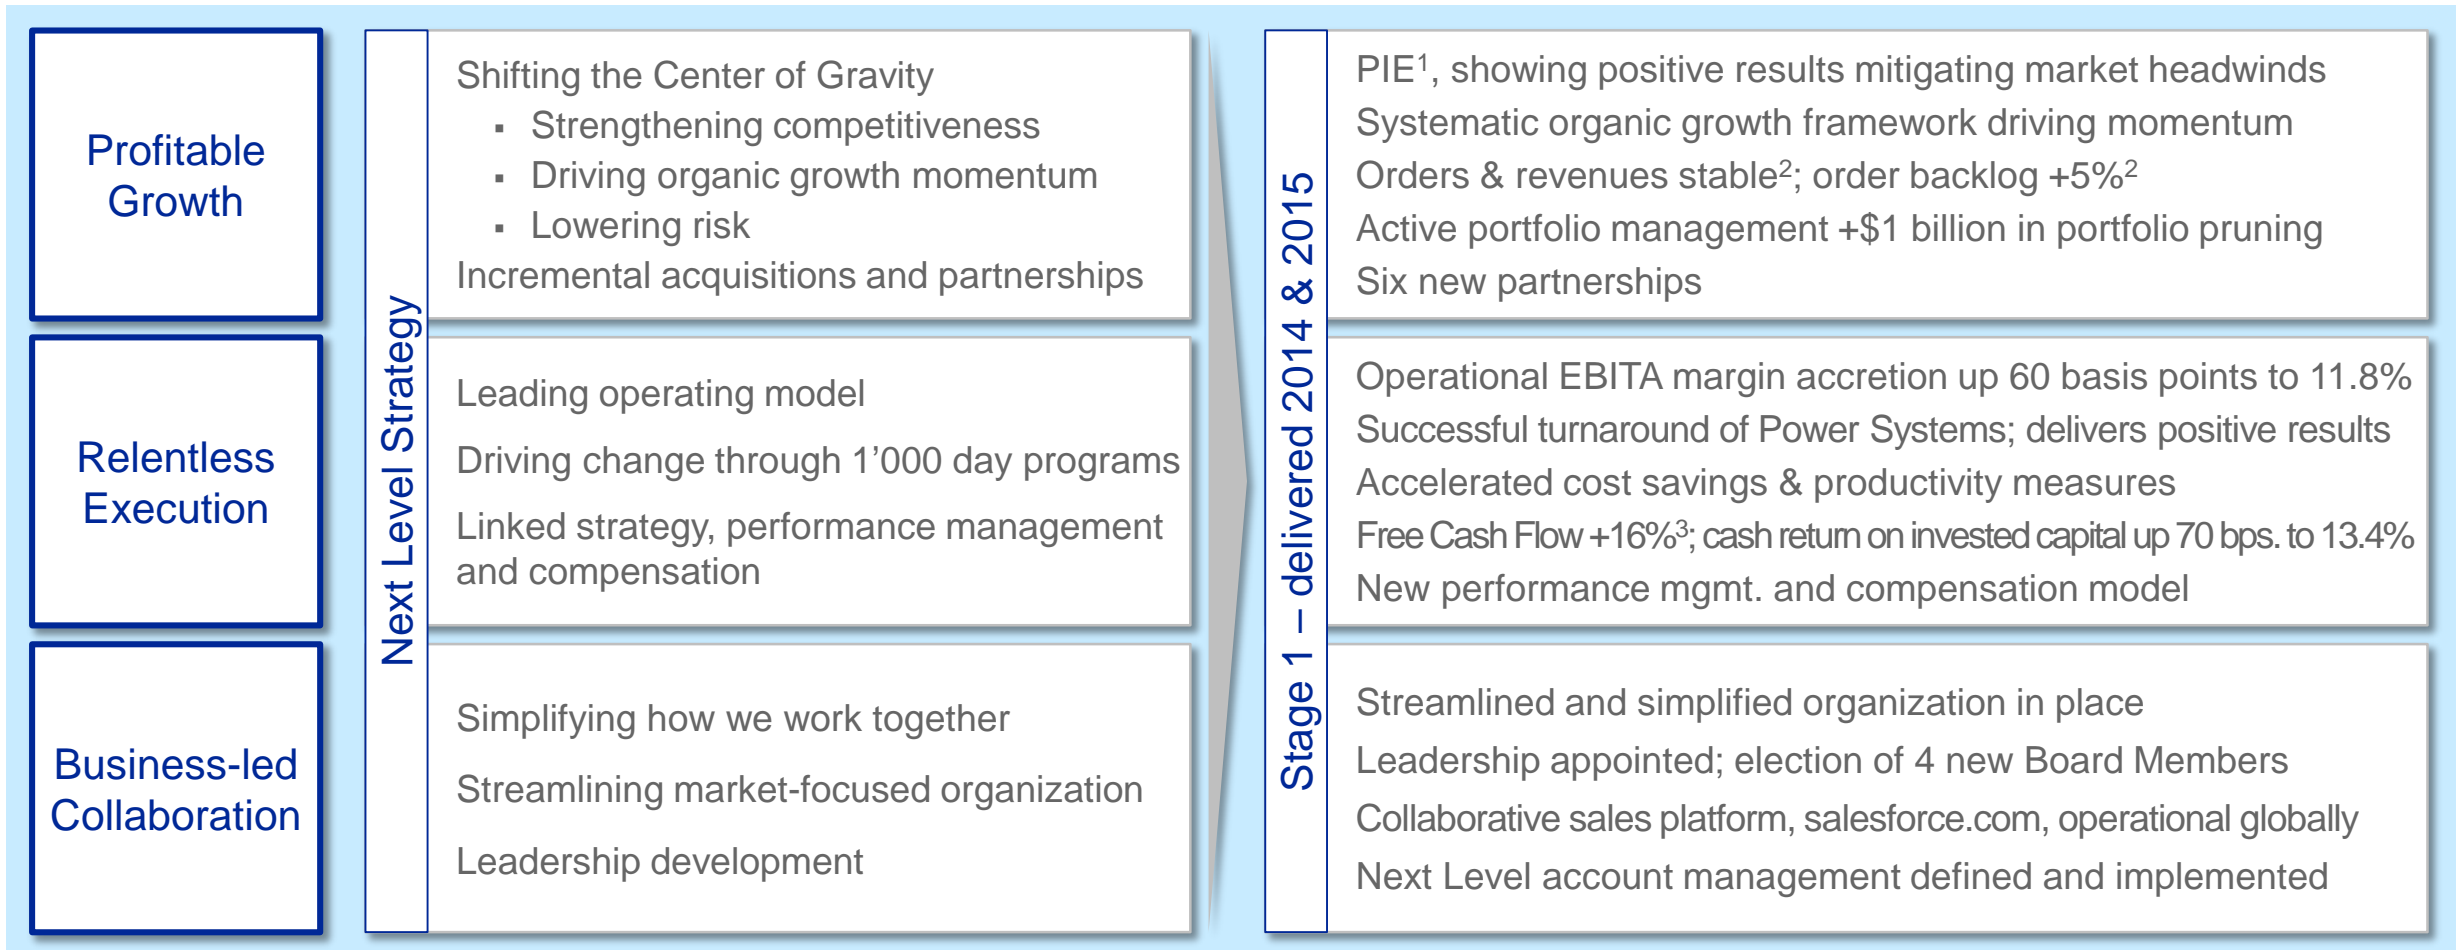 Profitable
Growth
Relentless
Execution
Business-led
Collaboration
Next Level Strategy
Shifting the Center of Gravity
▪ Strengthening competitiveness
▪ Driving organic growth momentum
▪ Lowering risk
Incremental acquisitions and partnerships
Leading operating model
Driving change through 1’000 day programs
Linked strategy, performance management
and compensation
Simplifying how we work together
Streamlining market-focused organization
Leadership development
Stage 1 – delivered 2014 & 2015
PIE¹, showing positive results mitigating market headwinds
Systematic organic growth framework driving momentum
Orders & revenues stable²; order backlog +5%²
Active portfolio management +$1 billion in portfolio pruning
Six new partnerships
Operational EBITA margin accretion up 60 basis points to 11.8%
Successful turnaround of Power Systems; delivers positive results
Accelerated cost savings & productivity measures
Free Cash Flow +16%³; cash return on invested capital up 70 bps. to 13.4%
New performance mgmt. and compensation model
Streamlined and simplified organization in place
Leadership appointed; election of 4 new Board Members
Collaborative sales platform, salesforce.com, operational globally
Next Level account management defined and implemented